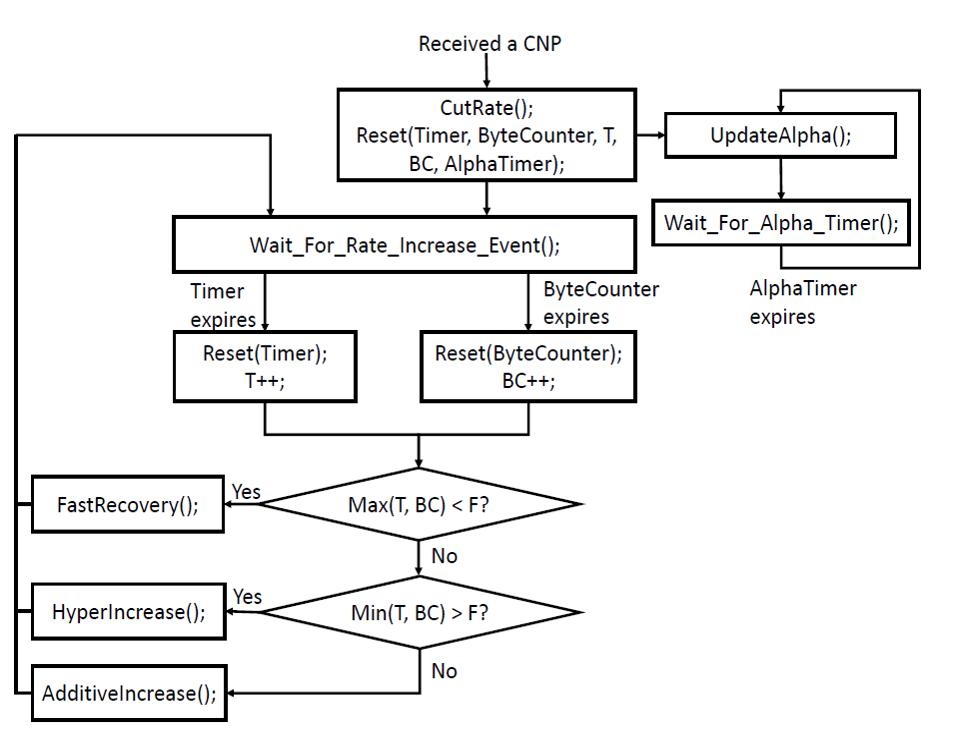 Received a CNP
CutRate();
Reset(Timer, ByteCounter, T,
BC, AlphaTimer);
UpdateAlpha();
Wait_For_Alpha_Timer();
AlphaTimer
expires
Wait_For_Rate_Increase_Event();
Timer
expires
ByteCounter
expires
Reset(Timer);
T++;
Reset(ByteCounter);
BC++;
Max(T, BC) < F?
Yes
FastRecovery();
No
Min(T, BC) > F?
Yes
HyperIncrease();
No
AdditiveIncrease();